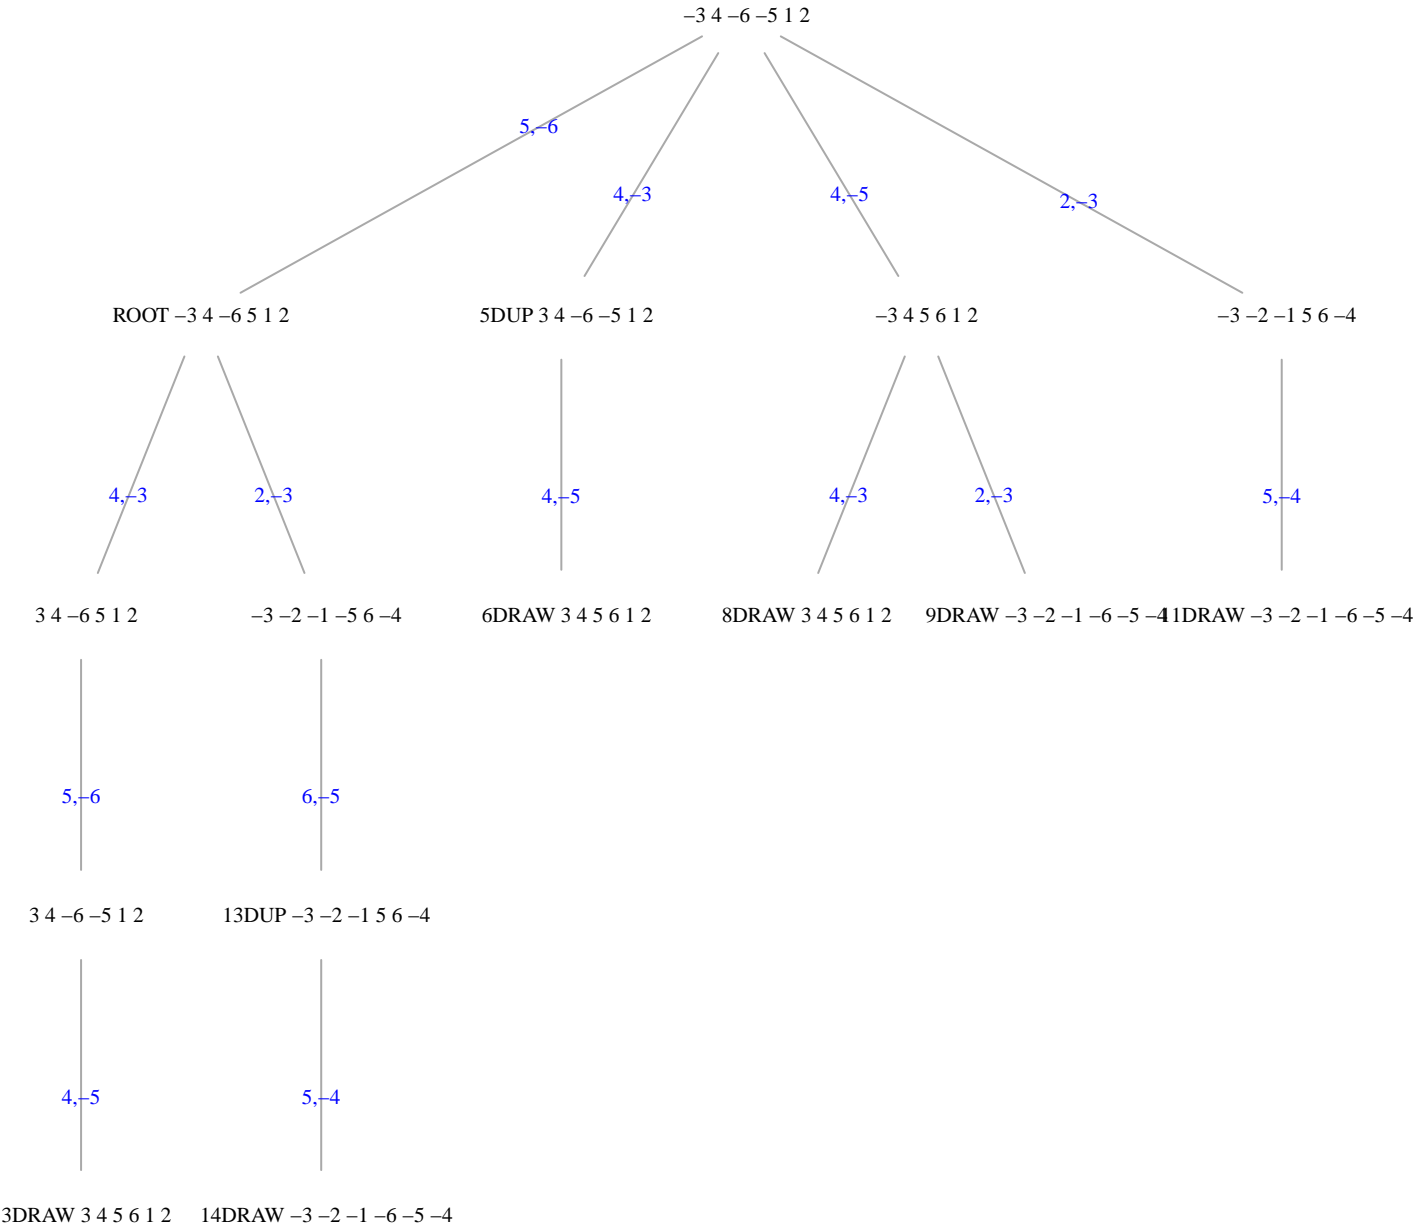 –3 4 –6 –5 1 2
5,–6
4,–3
4,–5
2,–3
ROOT –3 4 –6 5 1 2
5DUP 3 4 –6 –5 1 2
–3 4 5 6 1 2
–3 –2 –1 5 6 –4
4,–3
2,–3
4,–5
4,–3
2,–3
5,–4
3 4 –6 5 1 2
–3 –2 –1 –5 6 –4
6DRAW 3 4 5 6 1 2
8DRAW 3 4 5 6 1 2
9DRAW –3 –2 –1 –6 –5 –4
11DRAW –3 –2 –1 –6 –5 –4
5,–6
6,–5
3 4 –6 –5 1 2
13DUP –3 –2 –1 5 6 –4
4,–5
5,–4
3DRAW 3 4 5 6 1 2
14DRAW –3 –2 –1 –6 –5 –4